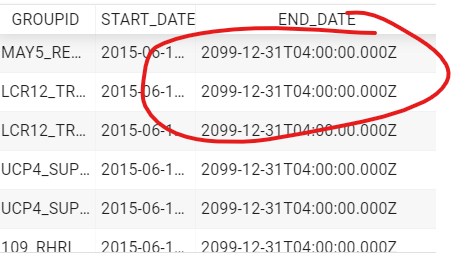 GROUPID START_DATE END_DATE
MAY5_RE... 2015-06-1... 2099-12-31T04:00:00.000Z
LCR12_TR... 2015-06-1... 2099-12-31T04:00:00.000Z
LCR12_TR... 2015-06-1... 2099-12-31T04:00:00.000Z
UCP4_SUP... 2015-06-1... 2099-12-31T04:00:00.000Z
UCP4_SUP... 2015-06-1... 2099-12-31T04:00:00.000Z
2015-06-1... 2099-12-31T04:00:00.000Z